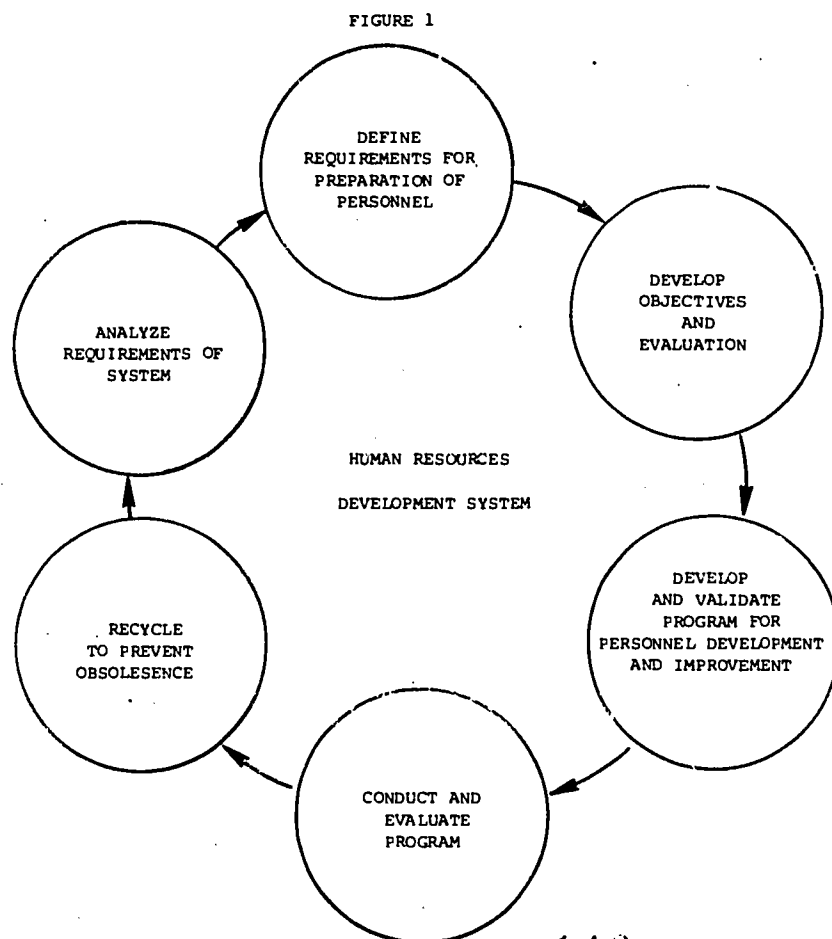 FIGURE 1
DEFINE
REQUIREMENTS FOR
PREPARATION OF
PERSONNEL
DEVELOP
OBJECTIVES
AND
EVALUATION
ANALYZE
REQUIREMENTS OF
SYSTEM
HUMAN RESOURCES
DEVELOPMENT SYSTEM
DEVELOP
AND VALIDATE
PROGRAM FOR
PERSONNEL DEVELOPMENT
AND IMPROVEMENT
RECYCLE
TO PREVENT
OBSOLESENCE
CONDUCT AND
EVALUATE
PROGRAM